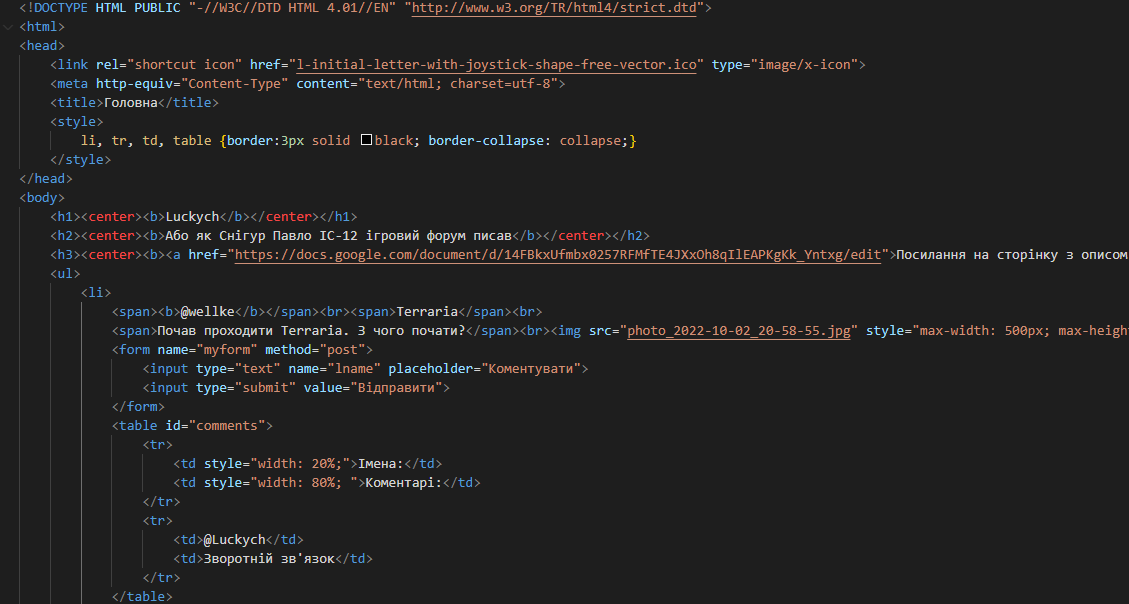 <!DOCTYPE HTML PUBLIC "-//W3C//DTD HTML 4.01//EN" "http://www.w3.org/TR/html4/strict.dtd">
<html>
<head>
<link rel="shortcut icon" href="l-initial-letter-with-joystick-shape-free-vector.ico" type="image/x-icon">
<meta http-equiv="Content-Type" content="text/html; charset=utf-8">
<title>Головна</title>
<style>
li, tr, td, table {border:3px solid black; border-collapse: collapse;}
</style>
</head>
<body>
<h1><center><b>Luckych</b></center></h1>
<h2><center><b>Або як Снігур Павло ІС-12 ігровий форум писав</b></center></h2>
<h3><center><b><a href="https://docs.google.com/document/d/14FBkxUfmbx0257RFMfTE4JXxOh8qIlEAPKgKk_Yntxg/edit">Посилання на сторінку з описом
<ul>
<li>
<span><b>@wellke</b></span><br><span>Terraria</span><br>
<span>Почав проходити Terraria. З чого почати?</span><br><img src="photo_2022-10-02_20-58-55.jpg" style="max-width: 500px; max-heigh
<form name="myform" method="post">
<input type="text" name="lname" placeholder="Коментувати">
<input type="submit" value="Відправити">
</form>
<table id="comments">
<tr>
<td style="width: 20%;">Імена:</td>
<td style="width: 80%; ">Коментарі:</td>
</tr>
<tr>
<td>@Luckych</td>
<td>Зворотній зв'язок</td>
</tr>
</table>